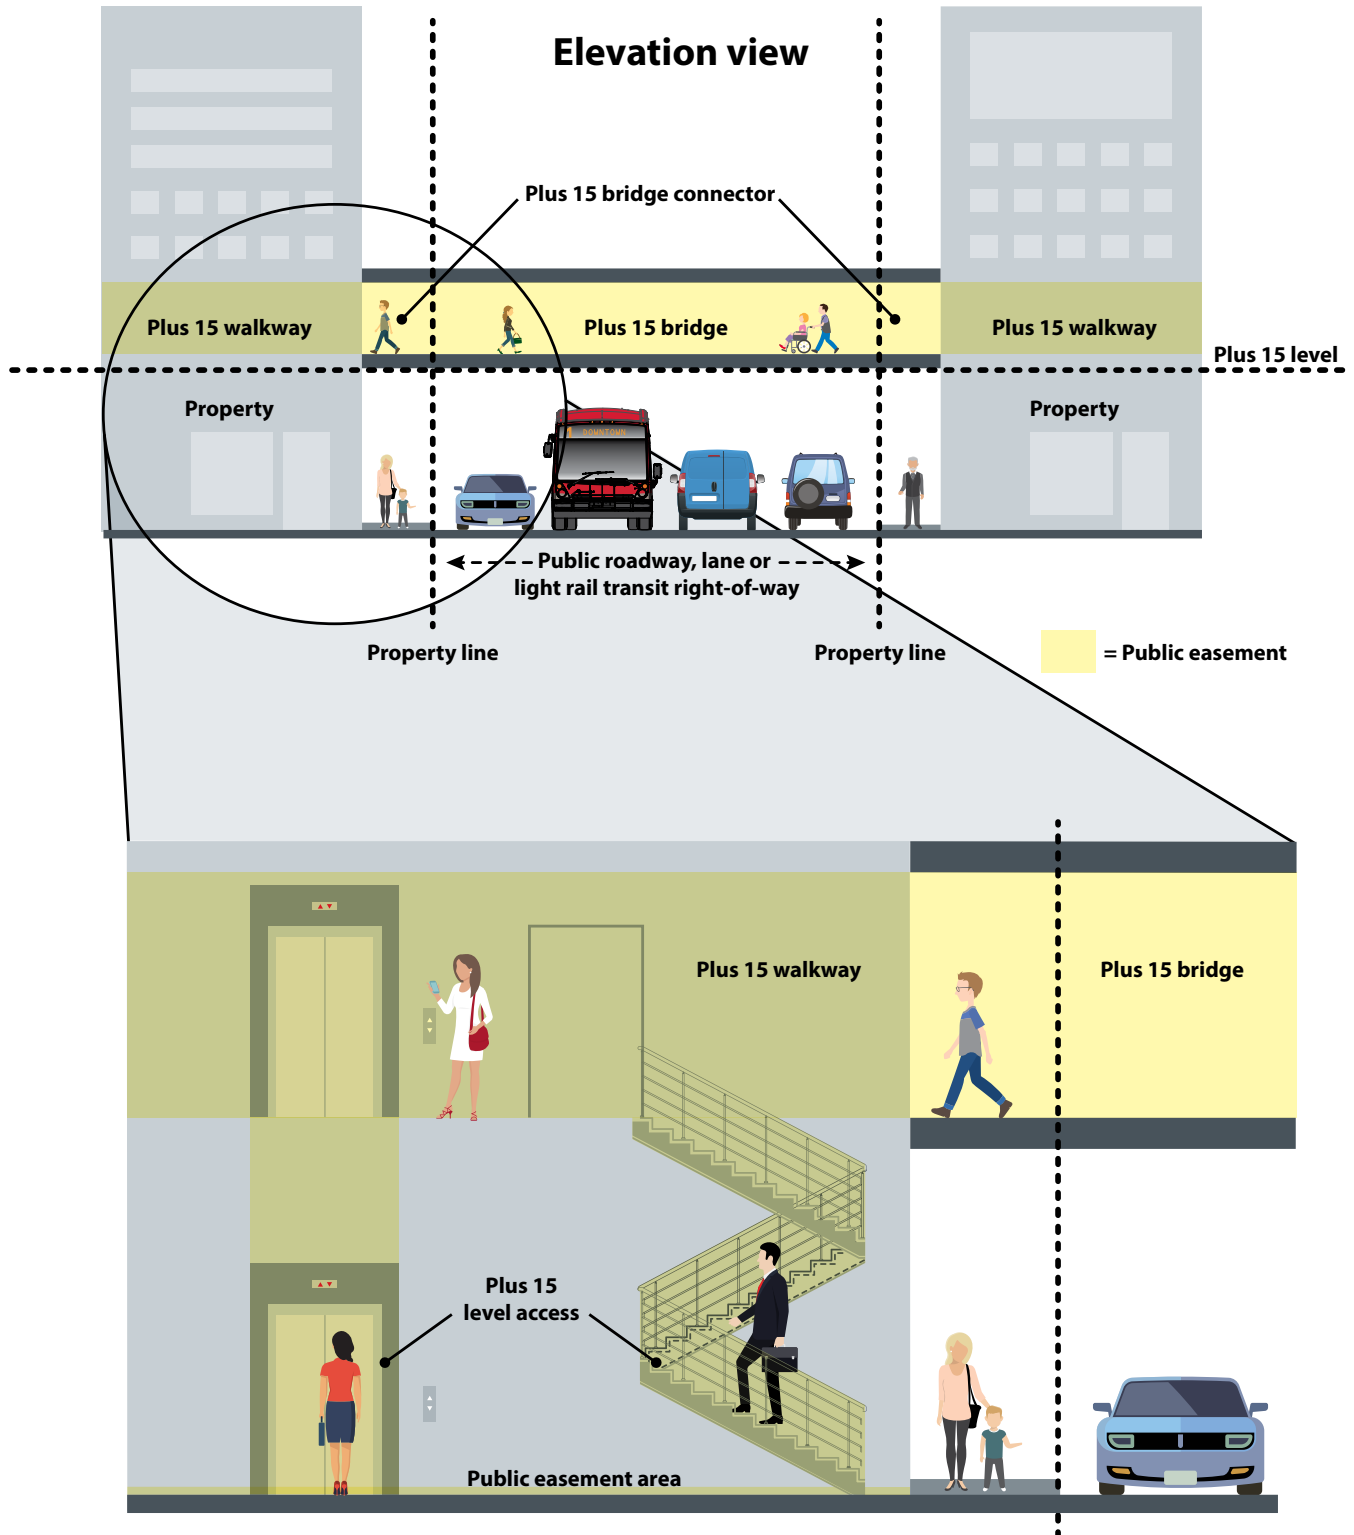 Elevation view
Plus 15 bridge connector
Plus 15 walkway
Plus 15 bridge
Plus 15 walkway
Plus 15 level
Property
Property
DOWNTOWN
Public roadway, lane or
light rail transit right-of-way
Property line
Property line
= Public easement
Plus 15 walkway
Plus 15 bridge
Plus 15
level access
Public easement area